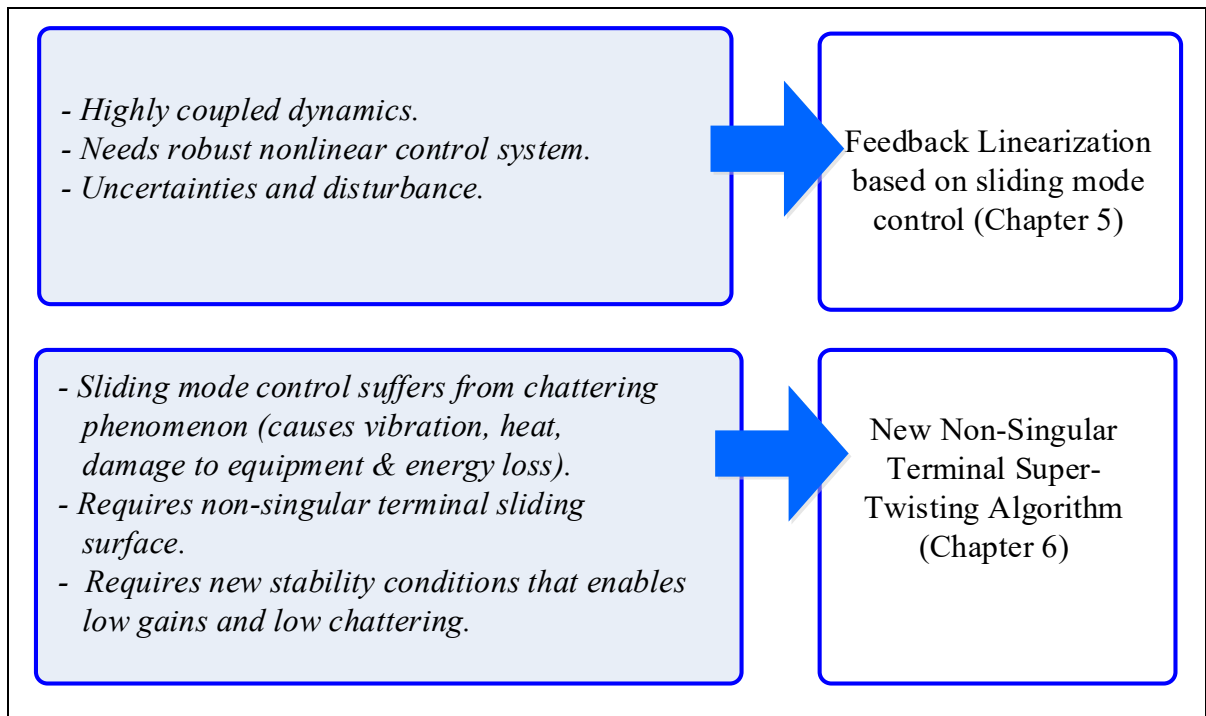 - Highly coupled dynamics.
- Needs robust nonlinear control system.
- Uncertainties and disturbance.
Feedback Linearization
based on sliding mode
control (Chapter 5)
- Sliding mode control suffers from chattering
phenomenon (causes vibration, heat,
damage to equipment & energy loss).
- Requires non-singular terminal sliding
surface.
- Requires new stability conditions that enables
low gains and low chattering.
New Non-Singular
Terminal Super-
Twisting Algorithm
(Chapter 6)